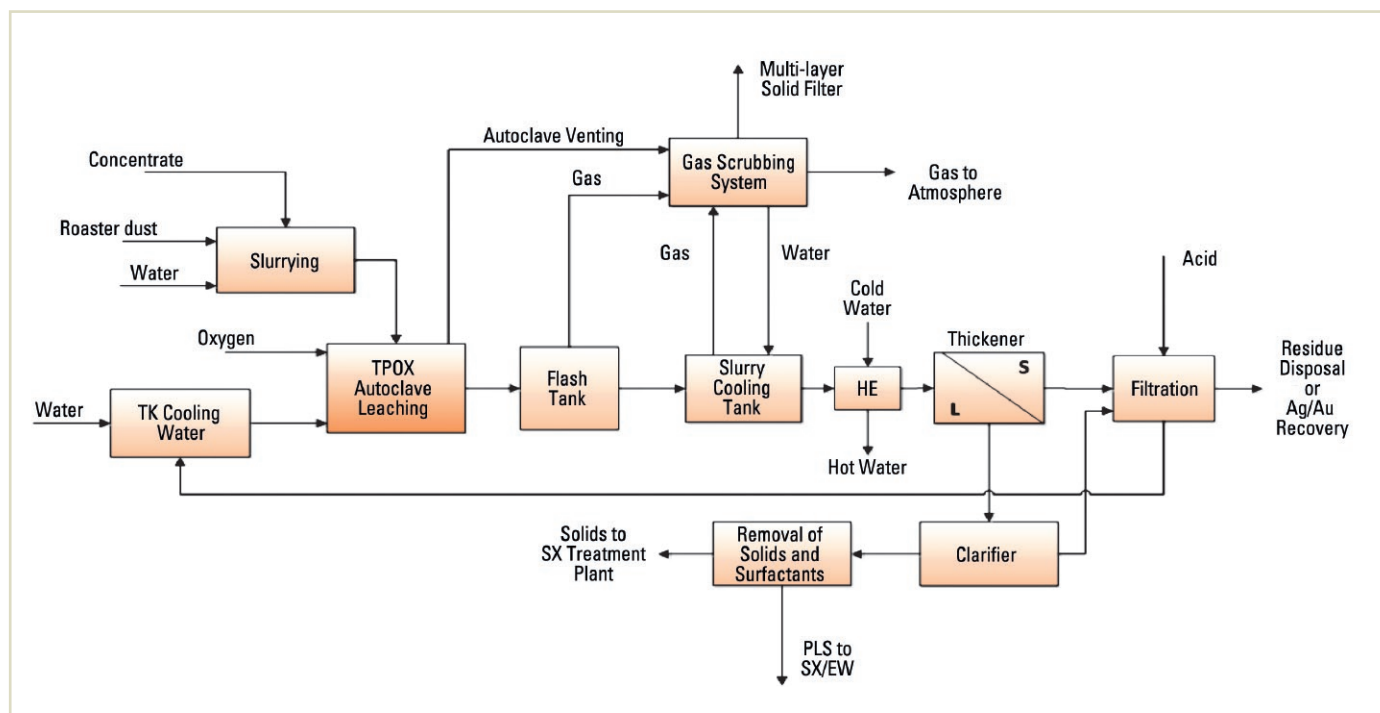 Multi-layer
Solid Filter
Autoclave Venting
Concentrate
Gas Scrubbing
System
Gas to
Atmosphere
Gas
Roaster dust
Slurrying
Water
Gas
Water
Acid
Cold
Water
Oxygen
Thickener
TPOX
Autoclave
Leaching
Flash
Tank
Slurry
Cooling
Tank
HE
S
L
Filtration
Residue
Disposal
or
Ag/Au
Recovery
Water
TK Cooling
Water
Hot Water
Solids to
SX Treatment
Plant
Removal of
Solids and
Surfactants
Clarifier
PLS to
SX/EW